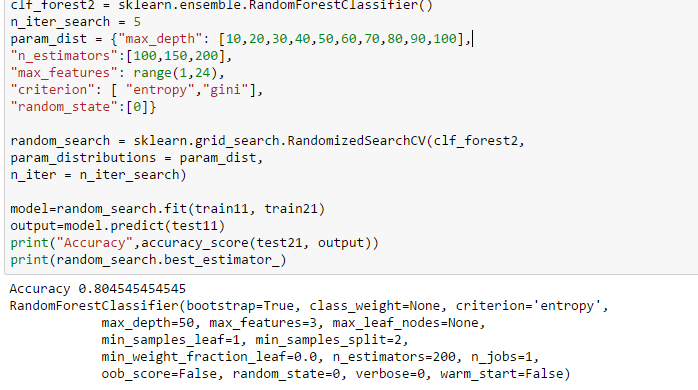 clf_forest2 = sklearn.ensemble.RandomForestClassifier()
n_iter_search = 5
param_dist = {"max_depth": [10,20,30,40,50,60,70,80,90,100],
"n_estimators":[100,150,200],
"max_features": range(1,24),
"criterion": [ "entropy","gini"],
"random_state":[0]}
random_search = sklearn.grid_search.RandomizedSearchCV(clf_forest2,
param_distributions = param_dist,
n_iter = n_iter_search)
model=random_search.fit(train11, train21)
output=model.predict(test11)
print("Accuracy",accuracy_score(test21, output))
print(random_search.best_estimator_)
Accuracy 0.804545454545
RandomForestClassifier(bootstrap=True, class_weight=None, criterion='entropy',
max_depth=50, max_features=3, max_leaf_nodes=None,
min_samples_leaf=1, min_samples_split=2,
min_weight_fraction_leaf=0.0, n_estimators=200, n_jobs=1,
oob_score=False, random_state=0, verbose=0, warm_start=False)